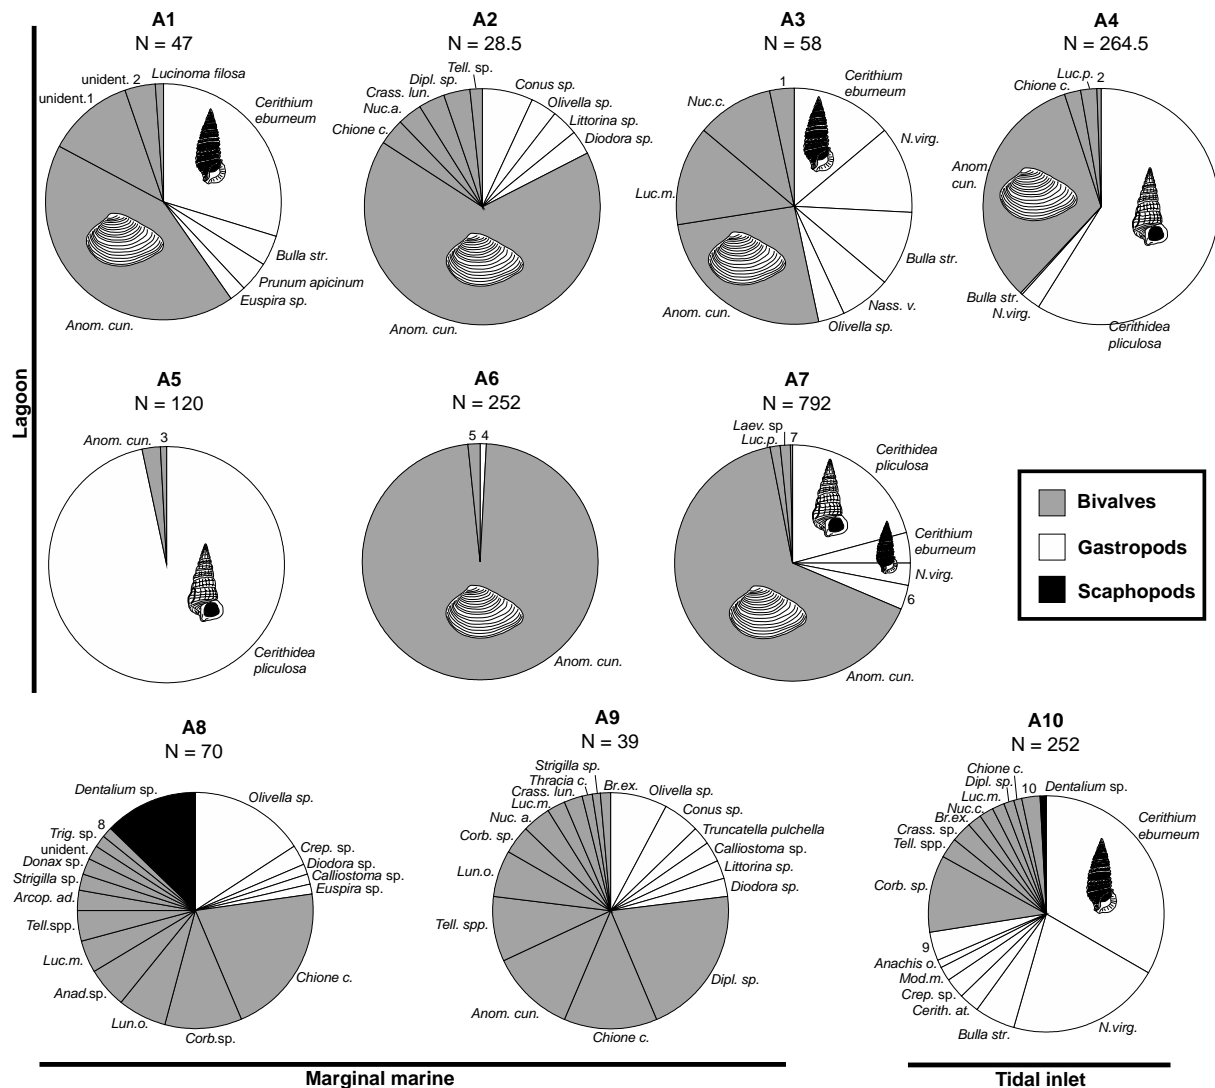 A1
N = 47
unidient. 2
Lucinoma filosa
unident.1
Cerithium
eburneum
Bulla str.
Prunum apicinum
Euspira sp.
Anom. cun.
A2
N = 28.5
Tell. sp.
Dipl. sp.
Crass. lun.
Nuc.a.
Chione c.
Conus sp.
Olivella sp.
Littorina sp.
Diodora sp.
Anom. cun.
A3
N = 58
1
Cerithium
eburneum
Nuc.c.
N.virg.
Luc.m.
Bulla str.
Nass. v.
Olivella sp.
Anom. cun.
A4
N = 264.5
Luc.p.
2
Chione c.
Anom.
cun.
Bulla str.
N.virg.
Cerithidea
pliculosa
Lagoon
A5
N = 120
Anom. cun.
3
Cerithidea
pliculosa
A6
N = 252
5
4
Anom. cun.
A7
N = 792
Laev. sp
Luc.p.
7
Cerithidea
pliculosa
Cerithium
eburneum
N.virg.
6
Anom. cun.
Bivalves
Gastropods
Scaphopods
A8
N = 70
Dentalium sp.
Olivella sp.
8
Trig. sp.
unident.
Donax sp.
Strigilla sp.
Arcop. ad.
Tell.spp.
Luc.m.
Anad.sp.
Lun.o.
Corb.sp.
Crep. sp.
Diodora sp.
Calliostoma sp.
Euspira sp.
Chione c.
A9
N = 39
Strigilla sp.
Thracia c.
Crass. lun.
Luc.m.
Nuc. a.
Corb. sp.
Lun.o.
Tell. spp.
Anom. cun.
Br.ex.
Olivella sp.
Conus sp.
Truncatella pulchella
Calliostoma sp.
Littorina sp.
Diodora sp.
Dipl. sp.
Chione c.
A10
N = 252
Chione c.
Dipl. sp.
Luc.m.
Nuc.c.
Br.ex.
Crass. sp.
Tell. spp.
Corb. sp.
10
Dentalium sp.
Cerithium
eburneum
9
Anachis o.
Mod.m.
Crep. sp.
Cerith. at.
Bulla str.
N.virg.
Marginal marine
Tidal inlet